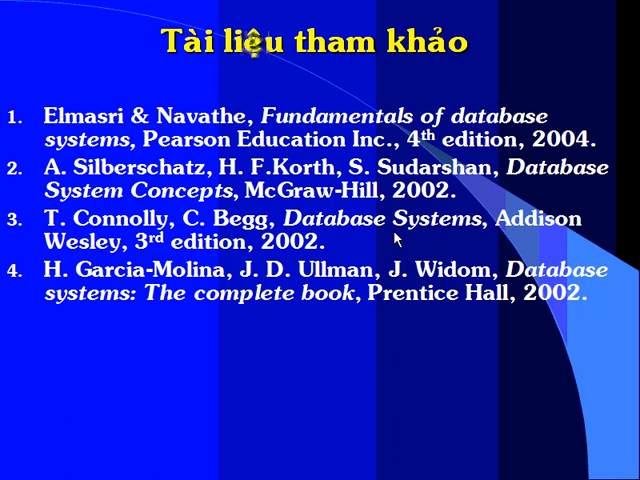 Tài liệu tham khảo
1. Elmasri & Navathe, Fundamentals of database
systems, Pearson Education Inc., 4th edition, 2004.
2. A. Silberschatz, H. F.Korth, S. Sudarshan, Database
System Concepts, McGraw-Hill, 2002.
3. T. Connolly, C. Begg, Database Systems, Addison
Wesley, 3rd edition, 2002.
4. H. Garcia-Molina, J. D. Ullman, J. Widom, Database
systems: The complete book, Prentice Hall, 2002.